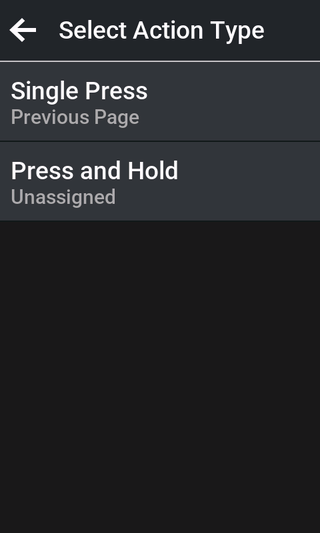 Select Action Type
Single Press
Previous Page
Press and Hold
Unassigned